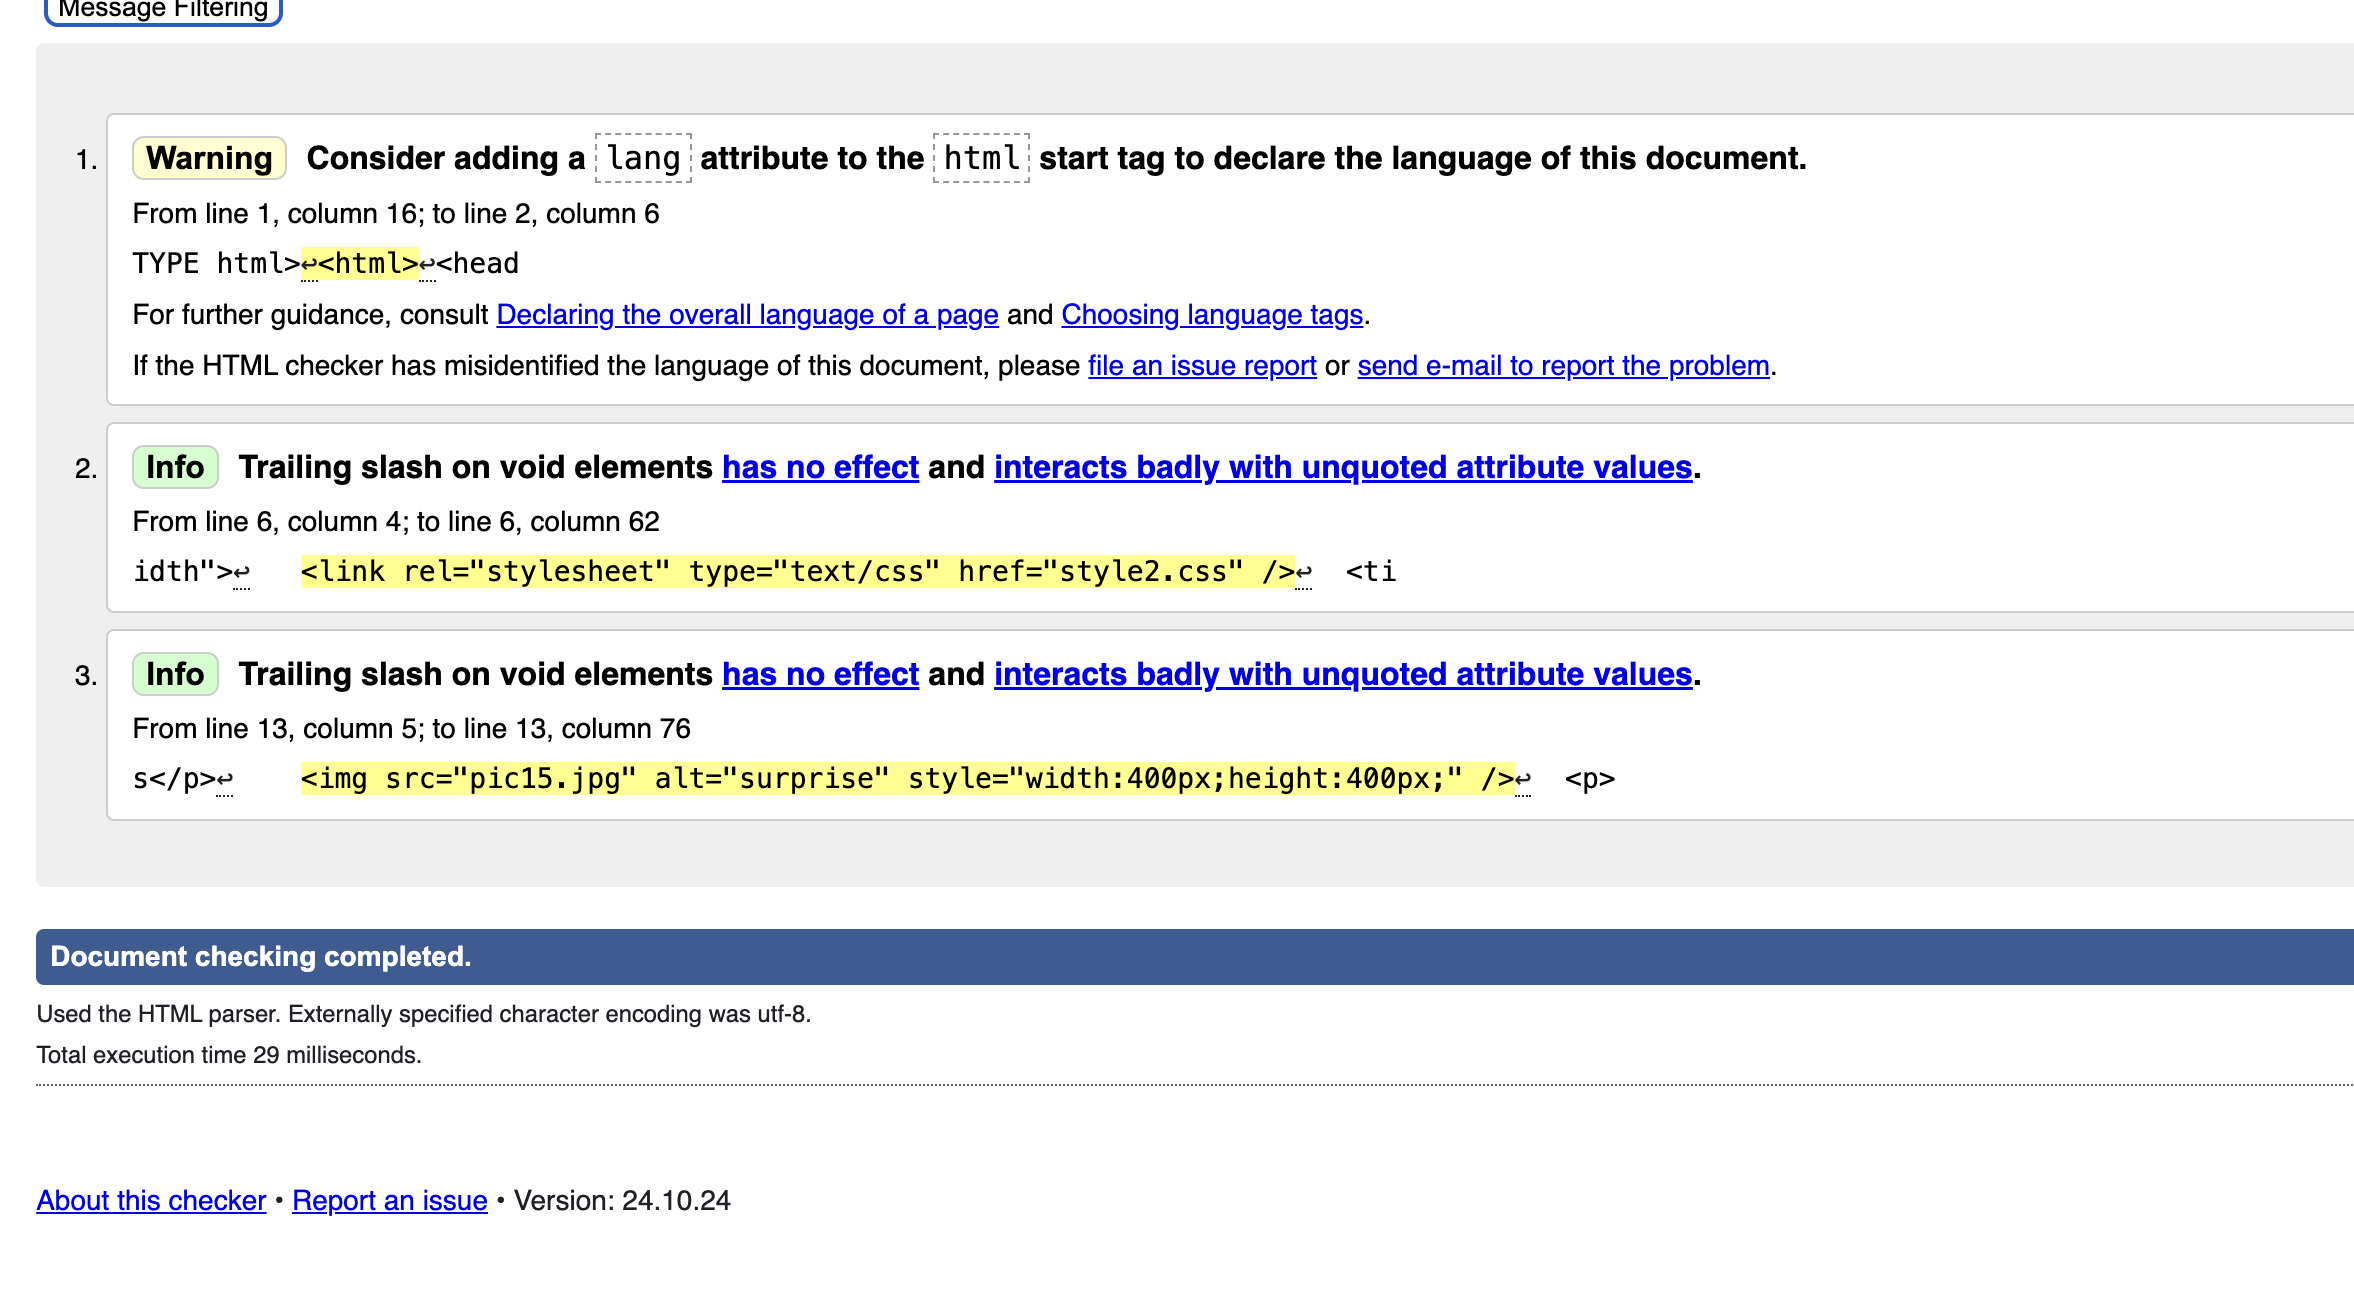 Message Filtering
1. Warning Consider adding a lang attribute to the html start tag to declare the language of this document.
From line 1, column 16; to line 2, column 6
TYPE html>↩<html>↩<head
For further guidance, consult Declaring the overall language of a page and Choosing language tags.
If the HTML checker has misidentified the language of this document, please file an issue report or send e-mail to report the problem.
2. Info Trailing slash on void elements has no effect and interacts badly with unquoted attribute values.
From line 6, column 4; to line 6, column 62
idth">↩   <link rel="stylesheet" type="text/css" href="style2.css" />↩  <ti
3. Info Trailing slash on void elements has no effect and interacts badly with unquoted attribute values.
From line 13, column 5; to line 13, column 76
s</p>↩    <img src="pic15.jpg" alt="surprise" style="width:400px;height:400px;" />↩  <p>
Document checking completed.
Used the HTML parser. Externally specified character encoding was utf-8.
Total execution time 29 milliseconds.
About this checker • Report an issue • Version: 24.10.24